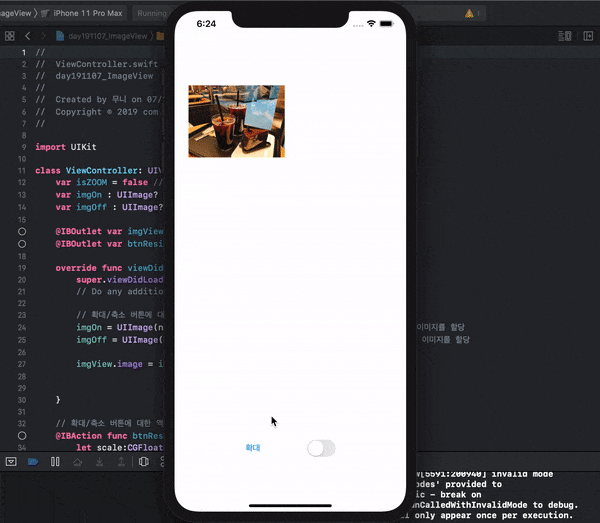 ageView
iPhone 11 Pro Max
Running
1
day191107_ImageView
6:24
1 //
2 // ViewController.swift
3 // day191107_ImageView
4 //
5 // Created by 무니 on 07/
6 // Copyright © 2019 com.
7 //
8
9 import UIKit
10
11 class ViewController: UIV
12 var isZOOM = false //
13 var imgOn : UIImage?
14 var imgOff : UIImage?
15
@IBOutlet var imgView
@IBOutlet var btnResi
18
19 override func viewDid
20 super.viewDidLoad
21 // Do any addition
22
23 // 확대/축소 버튼에 대
24 imgOn = UIImage(n 이미지를 할당
25 imgOff = UIImage( 이미지를 할당
26
27 imgView.image = i
28
29
30 }
31
32 // 확대/축소 버튼에 대한 액
@IBAction func btnResi
34 let scale:CGFloat
확대
W[5591:200940] invalid mode
odes' provided to
ic - break on
nCalledWithInvalidMode to debug.
l only appear once per execution.